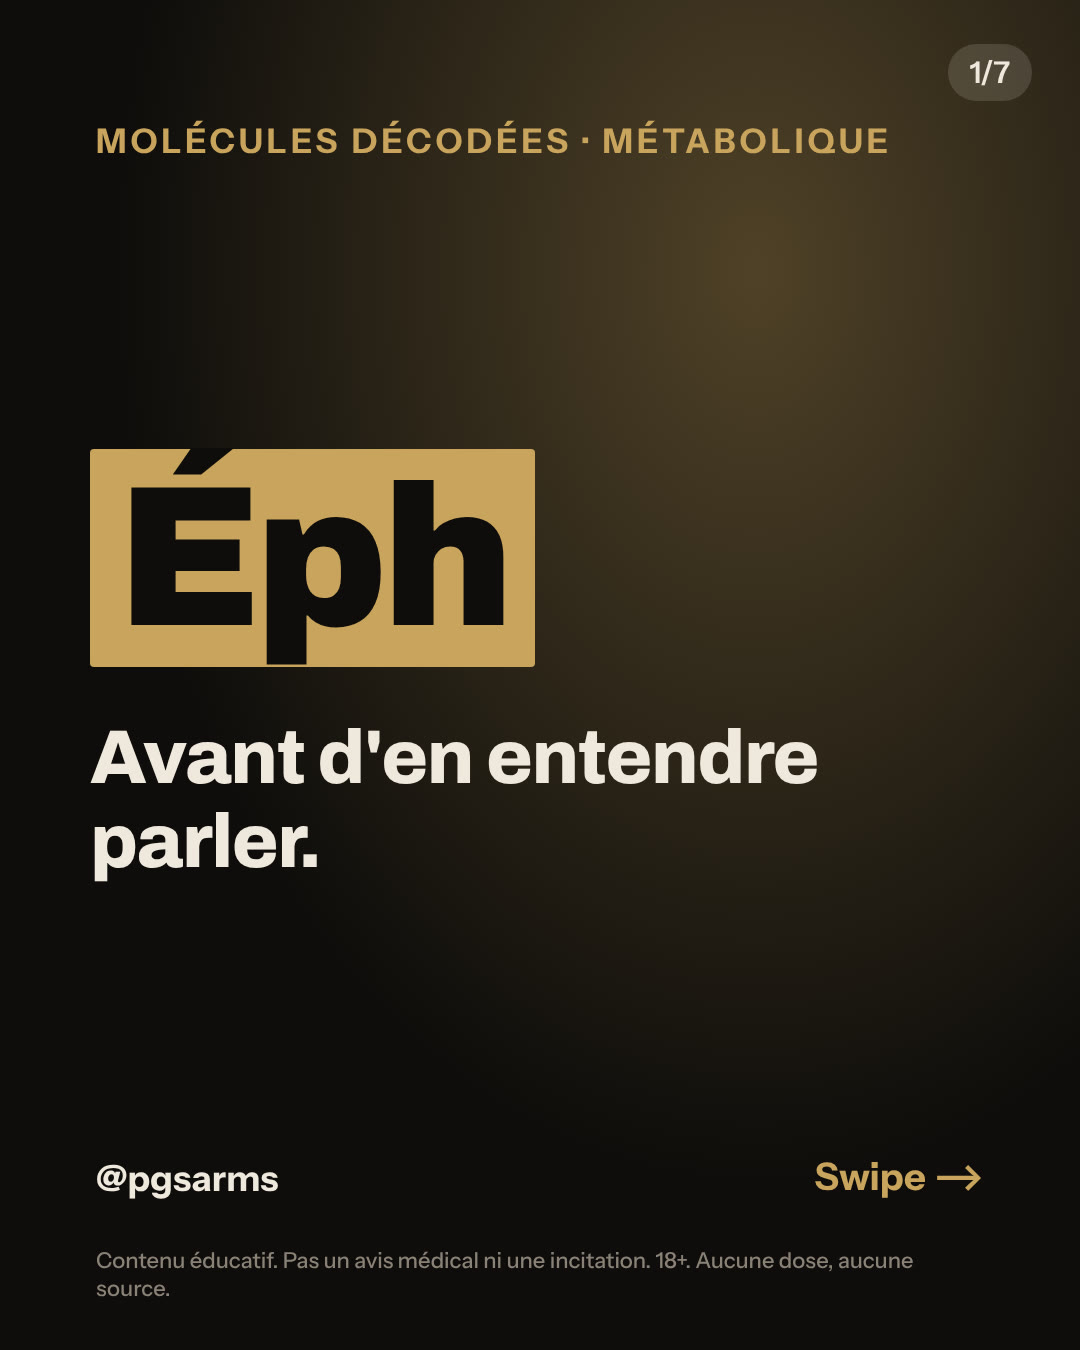 1/7
MOLÉCULES DÉCODÉES · MÉTABOLIQUE
Éph
Avant d'en entendre
parler.
@pgsarms
Swipe →
Contenu éducatif. Pas un avis médical ni une incitation. 18+. Aucune dose, aucune
source.